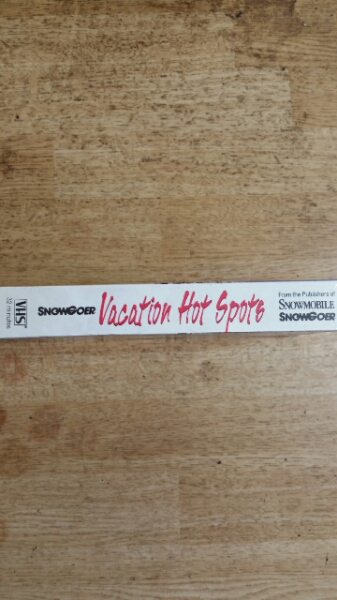 VHS
32 minutes
SNOWGOER Vacation Hot Spots
From the Publishers of
SNOWMOBILE
SNOWGOER